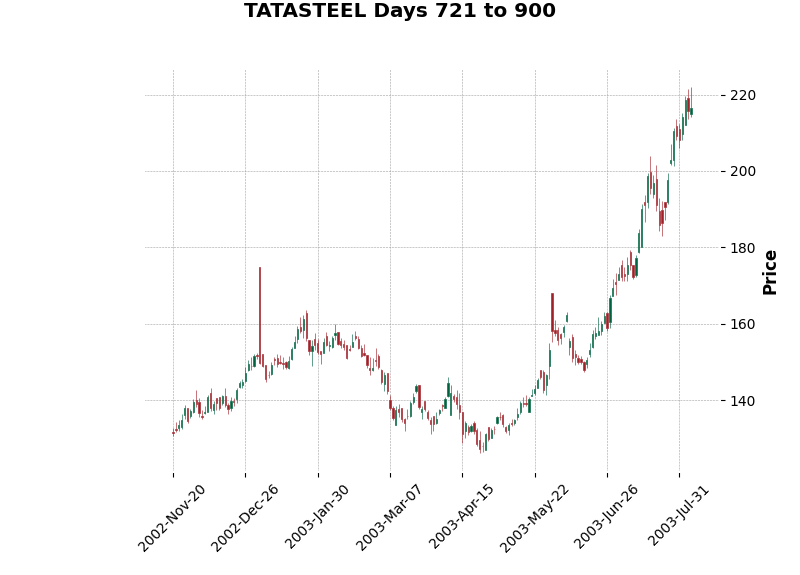 TATASTEEL Days 721 to 900
220
200
180
160
140
Price
2002-Nov-20
2002-Dec-26
2003-Jan-30
2003-Mar-07
2003-Apr-15
2003-May-22
2003-Jun-26
2003-Jul-31